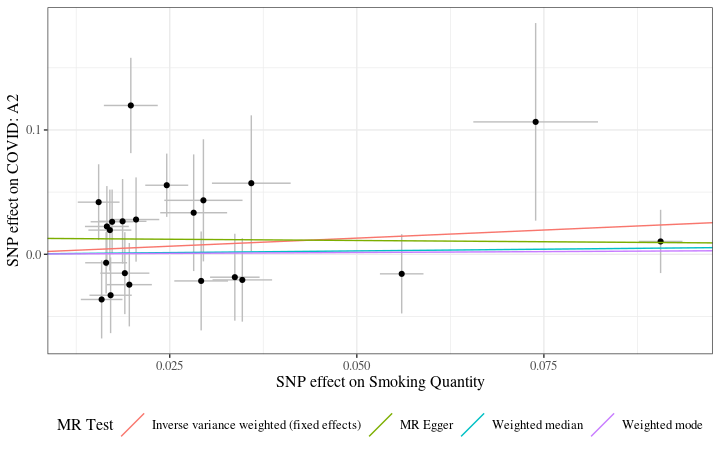 SNP effect on COVID: A2
0.1
0.0
0.025 0.050 0.075
SNP effect on Smoking Quantity
MR Test Inverse variance weighted (fixed effects) MR Egger Weighted median Weighted mode